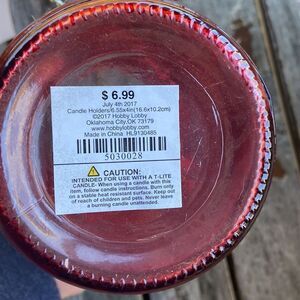 $ 6.99
July 4th 2017
Candle Holders/6.55x4in(16.6x10.2cm)
©2017 Hobby Lobby
Oklahoma City,OK 73179
www.hobbylobby.com
Made in China HL9130485
5030028
CAUTION:
INTENDED FOR USE WITH A T-LITE
CANDLE- When using a candle with this
item, follow candle instructions. Burn only
on a stable heat resistant surface. Keep out
of reach of children and pets. Never leave
a burning candle unattended.